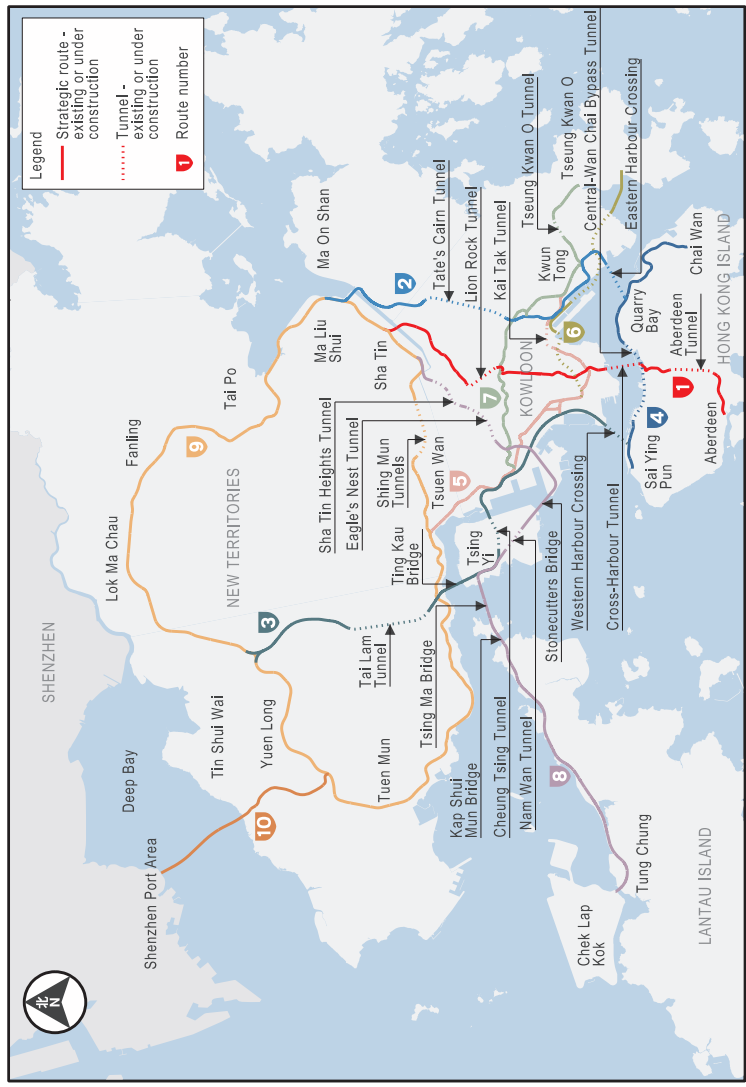 北
N
Legend
Strategic route -
existing or under
construction
Tunnel -
existing or under
construction
1
Route number
SHENZHEN
Deep Bay
Shenzhen Port Area
Lok Ma Chau
Fanling
Tai Po
NEW TERRITORIES
Tin Shui Wai
Yuen Long
10
3
9
Ma On Shan
Ma Liu
Shui
Sha Tin
2
Sha Tin Heights Tunnel
Eagle's Nest Tunnel
Shing Mun
Tunnels
Tsuen Wan
5
Tai Lam
Tunnel
Tuen Mun
Ting Kau
Bridge
Tsing Ma Bridge
Tsing
Yi
Kap Shui
Mun Bridge
Cheung Tsing Tunnel
Nam Wan Tunnel
Stonecutters Bridge
Western Harbour Crossing
Cross-Harbour Tunnel
Tate's Cairn Tunnel
Lion Rock Tunnel
Kai Tak Tunnel
Tseung Kwan O Tunnel
Tseung Kwan O
Central-Wan Chai Bypass Tunnel
Eastern Harbour Crossing
7
KOWLOON
Kwun
Tong
6
8
Chek Lap
Kok
Tung Chung
LANTAU ISLAND
Sai Ying
Pun
4
Quarry
Bay
Chai Wan
1
Aberdeen
Tunnel
Aberdeen
HONG KONG ISLAND